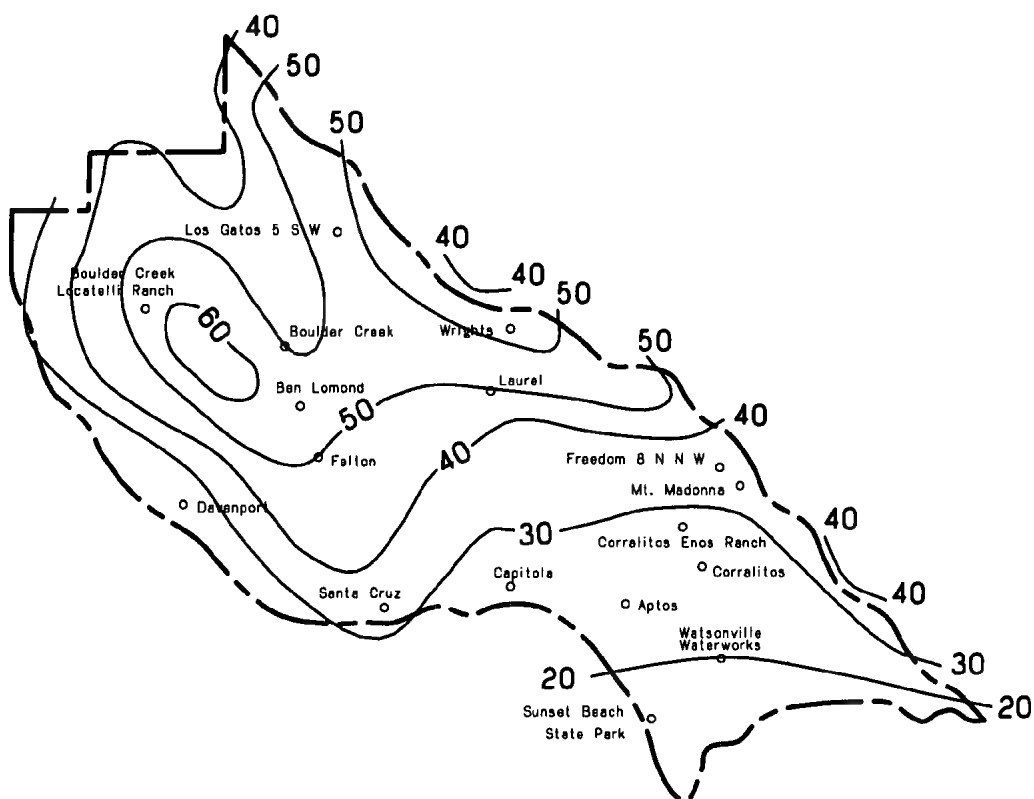 40
50
50
Los Gatos 5 S W
40
40
Boulder Creek
Locatelli Ranch
50
60
Boulder Creek
Wrights
50
Ben Lomond
Laurel
50
40
40
Felton
Freedom 8 N N W
Mt. Madonna
Davenport
30
40
Corralitos Enos Ranch
Capitola
Corralitos
Santa Cruz
40
Aptos
Watsonville
Waterworks
30
20
20
Sunset Beach
State Park